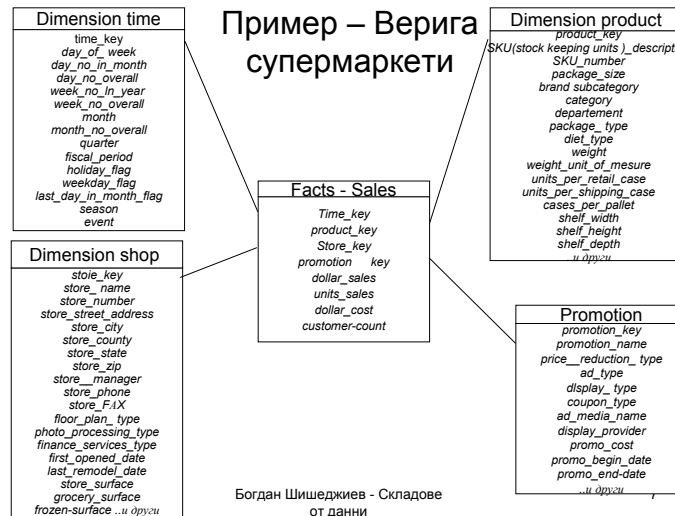 Пример – Верига
супермаркети
Dimension time
time_key
day_of_ week
day_no_in_month
day_no_overall
week_no_In_year
week_no_overall
month
month_no_overall
quarter
fiscal_period
holiday_flag
weekday_flag
last_day_in_month_flag
season
event
Dimension product
product_key
SKU(stock keeping units )_descript
SKU_number
package_size
brand subcategory
category
departement
package_ type
diet_type
weight
weight_unit_of_mesure
units_per_retail_case
units_per_shipping_case
cases_per_pallet
shelf_width
shelf_height
shelf_depth
..и други
Facts - Sales
Time_key
product_key
Store_key
promotion key
dollar_sales
units_sales
dollar_cost
customer-count
Dimension shop
stoie_key
store_ name
store_number
store_street_address
store_city
store_county
store_state
store_zip
store__manager
store_phone
store_FAX
floor_plan_ type
photo_processing_type
finance_services_type
first_opened_date
last_remodel_date
store_surface
grocery_surface
frozen-surface ..и други
Promotion
promotion_key
promotion_name
price__reduction_ type
ad_type
dIsplay_ type
coupon_type
ad_media_name
display_provider
promo_cost
promo_begin_date
promo_end-date
..и други
Богдан Шишеджиев - Складове
от данни